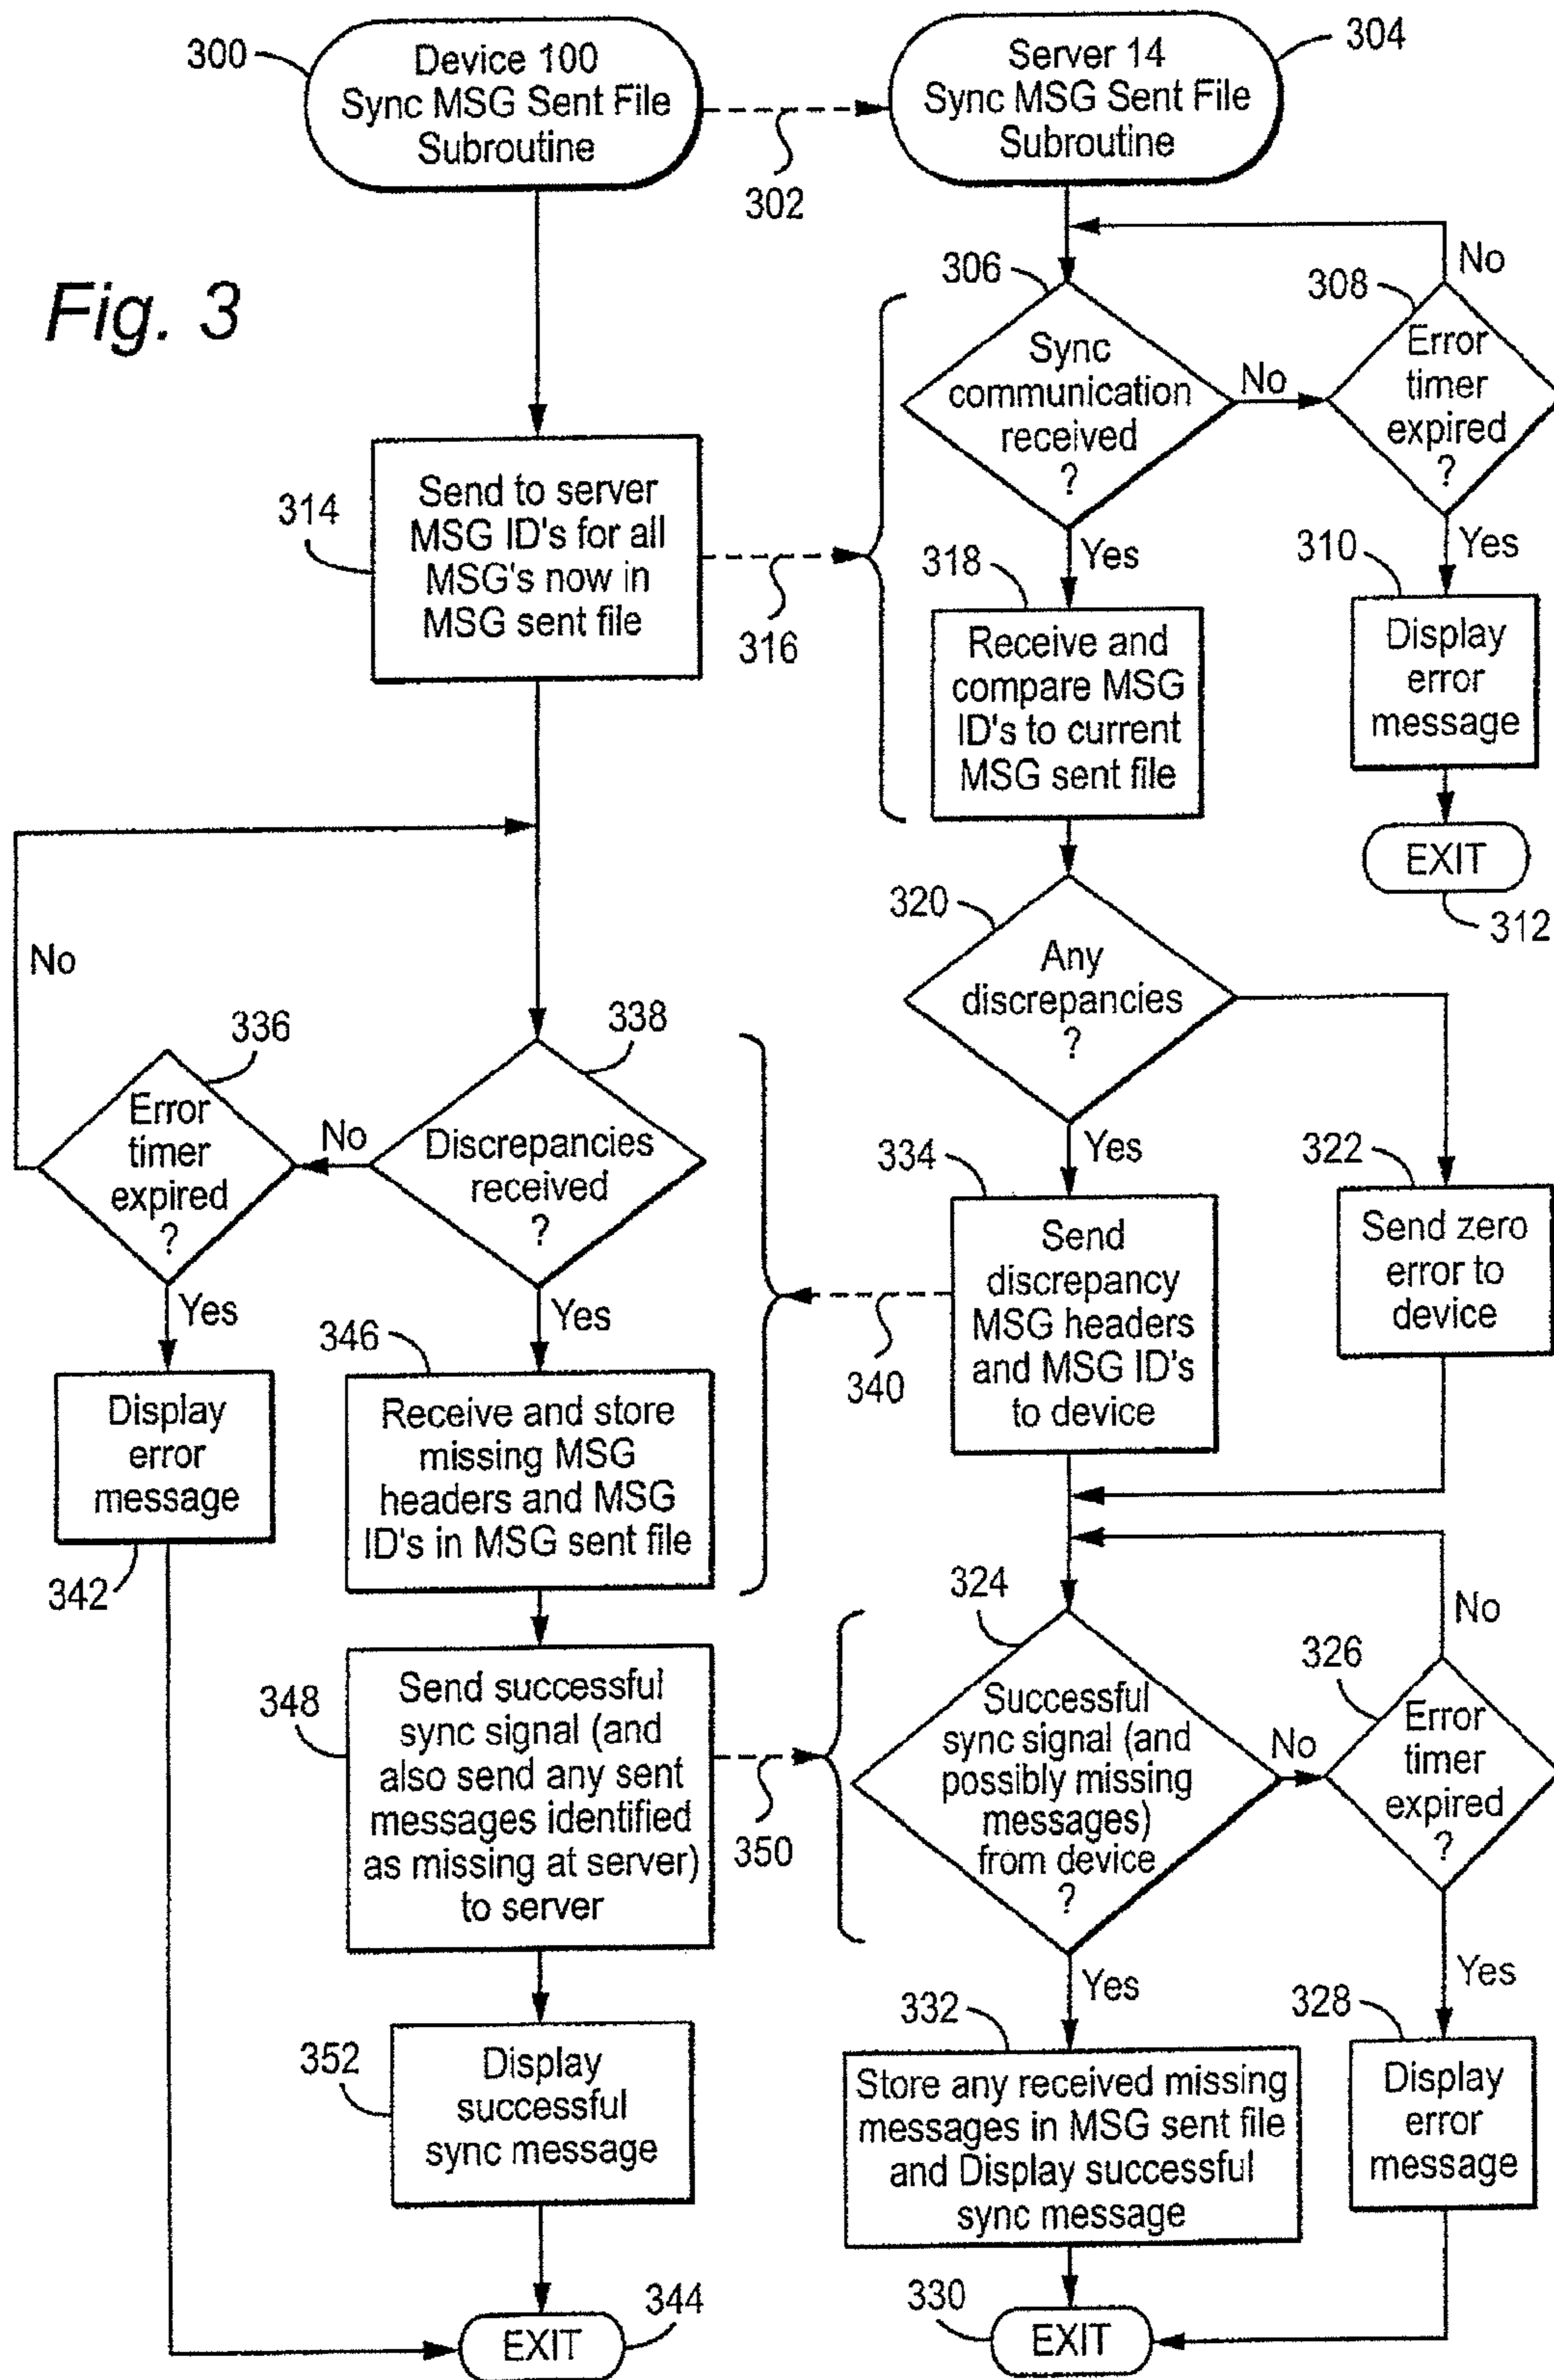 Fig. 3
300
Device 100
Sync MSG Sent File
Subroutine
302
Server 14
Sync MSG Sent File
Subroutine
304
306
Sync
communication
received
?
No
Yes
308
Error
timer
expired
?
No
Yes
310
Display
error
message
EXIT
312
314
Send to server
MSG ID's for all
MSG's now in
MSG sent file
316
318
Receive and
compare MSG
ID's to current
MSG sent file
320
Any
discrepancies
?
Yes
322
Send zero
error to
device
334
Send
discrepancy
MSG headers
and MSG ID's
to device
340
336
Error
timer
expired
?
No
Yes
338
Discrepancies
received
?
No
Yes
342
Display
error
message
346
Receive and store
missing MSG
headers and MSG
ID's in MSG sent file
348
Send successful
sync signal (and
also send any sent
messages identified
as missing at server)
to server
350
324
Successful
sync signal (and
possibly missing
messages)
from device
?
No
Yes
326
Error
timer
expired
?
No
Yes
328
Display
error
message
332
Store any received missing
messages in MSG sent file
and Display successful
sync message
352
Display
successful
sync message
EXIT
344
330
EXIT